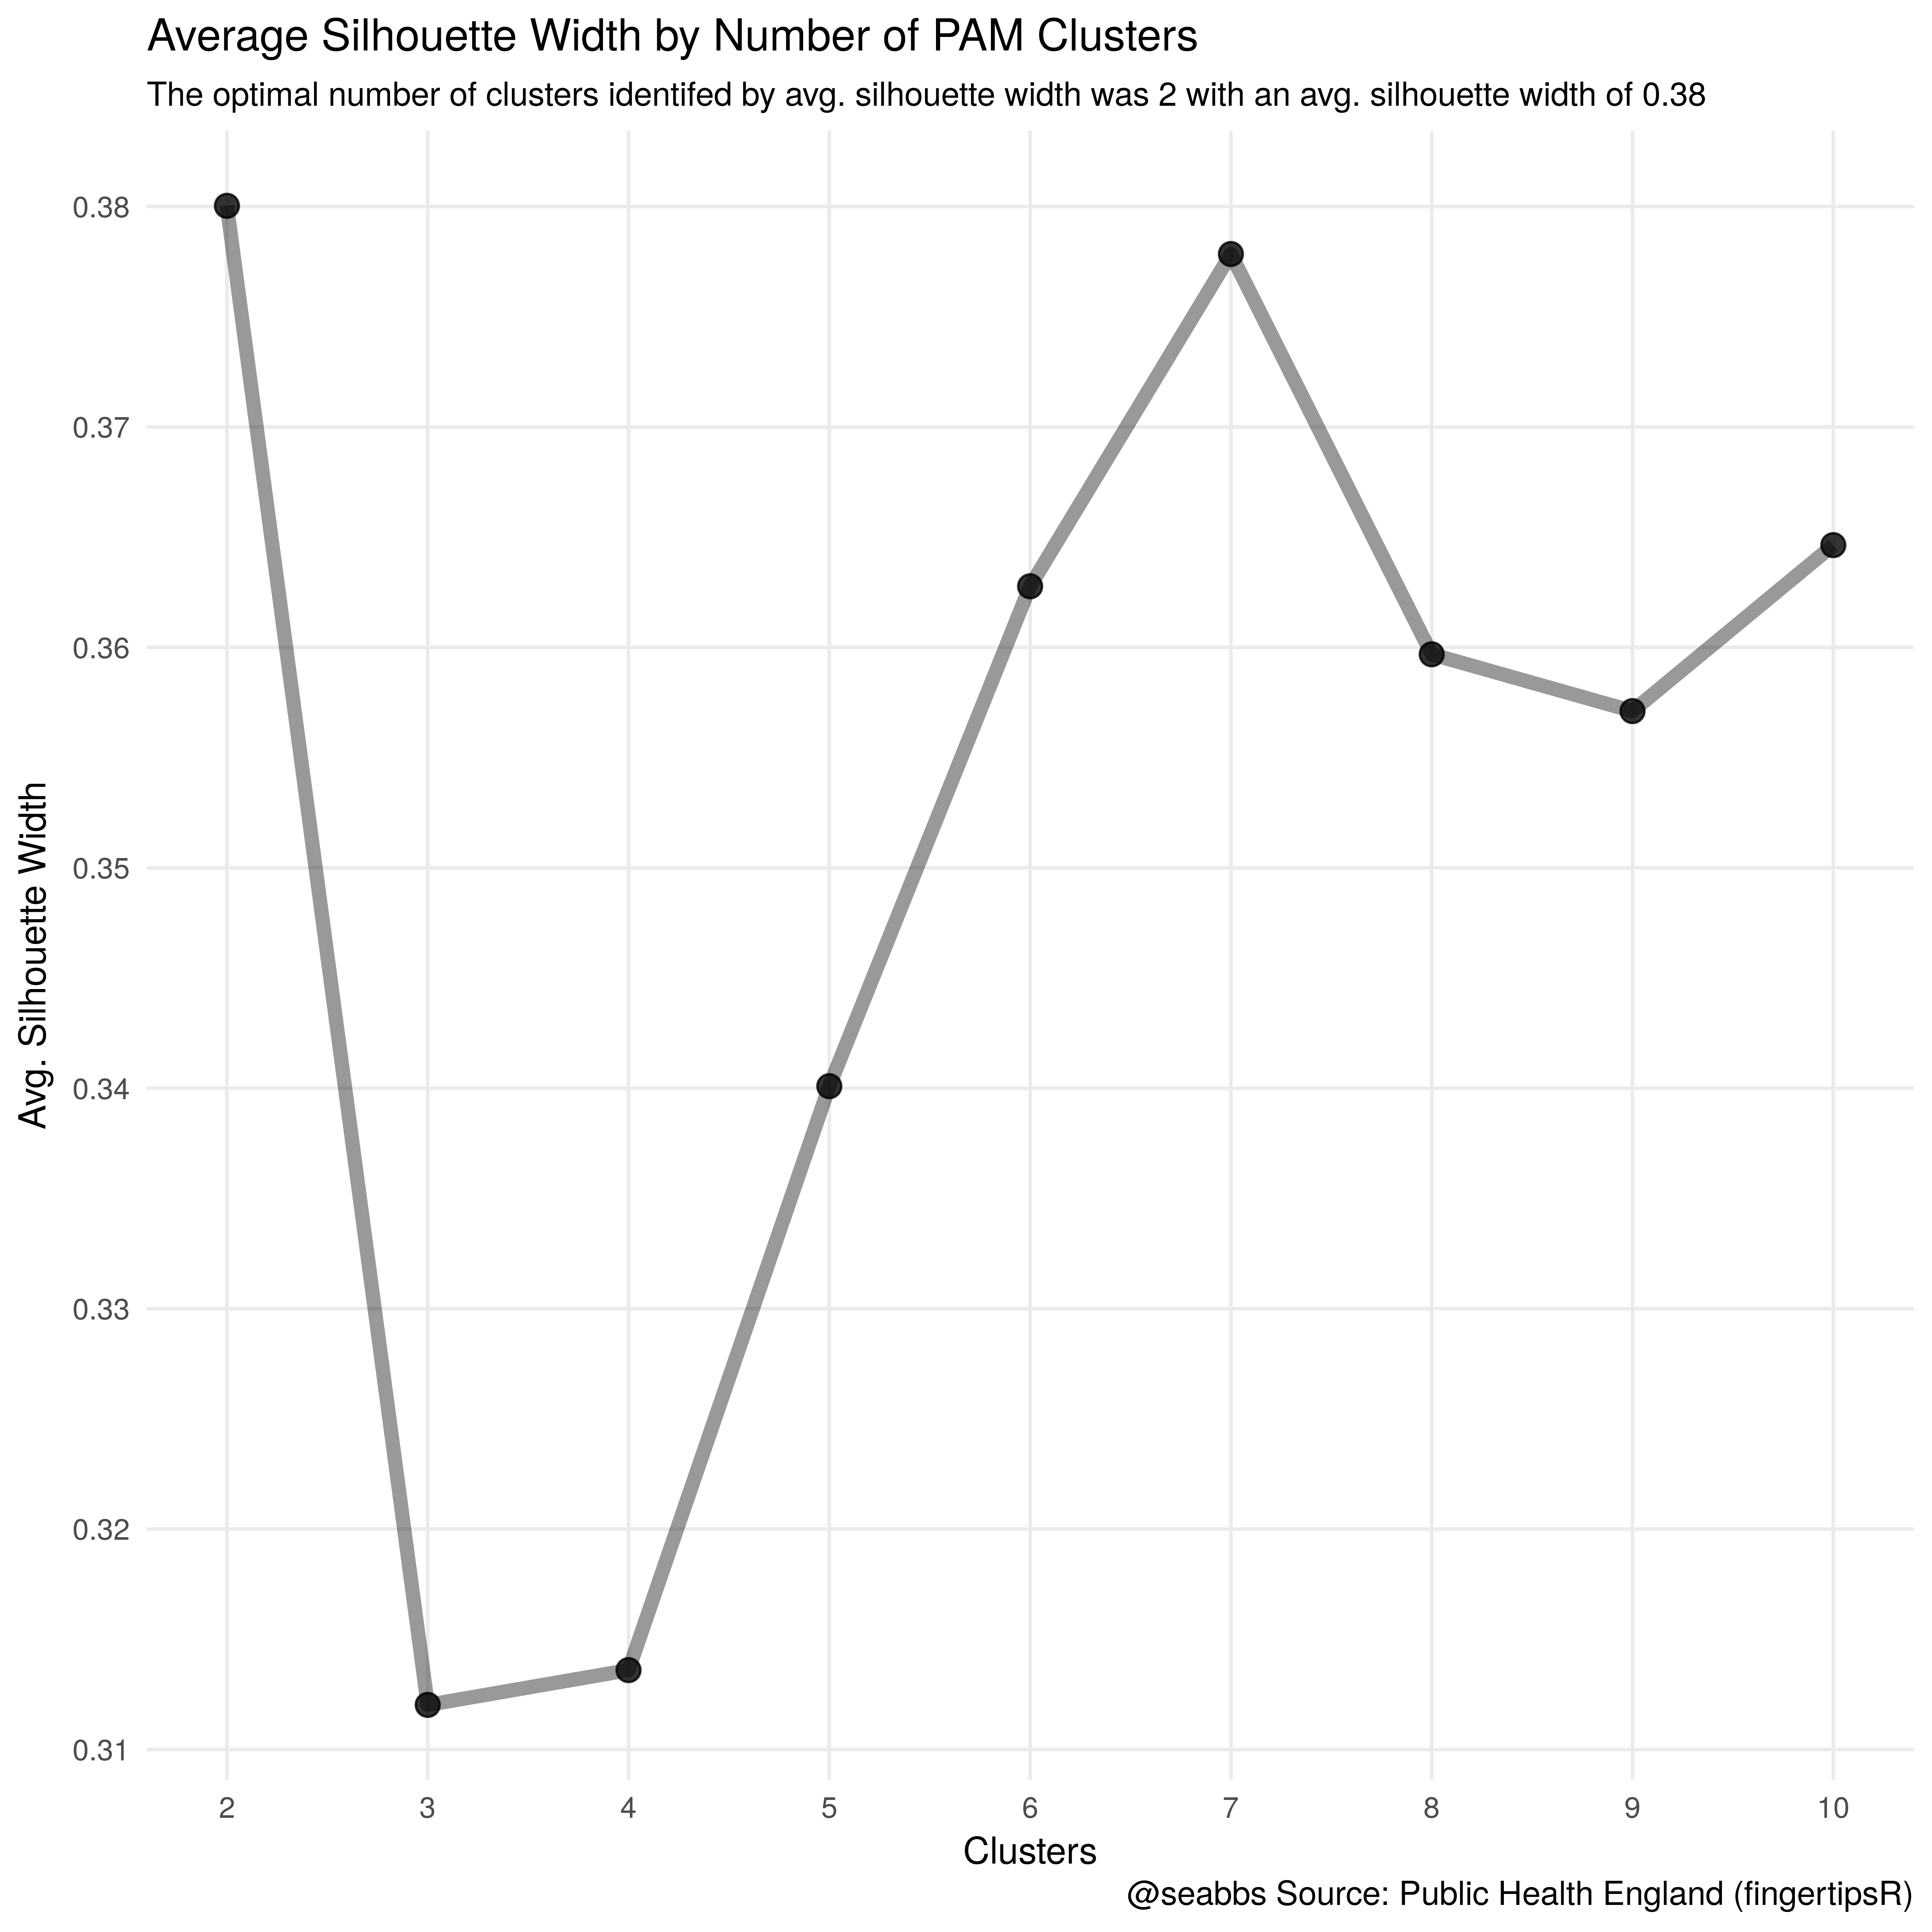 Average Silhouette Width by Number of PAM Clusters
The optimal number of clusters identifed by avg. silhouette width was 2 with an avg. silhouette width of 0.38
0.38
0.37
0.36
0.35
0.34
0.33
0.32
0.31
Avg. Silhouette Width
2 3 4 5 6 7 8 9 10
Clusters
@seabbs Source: Public Health England (fingertipsR)